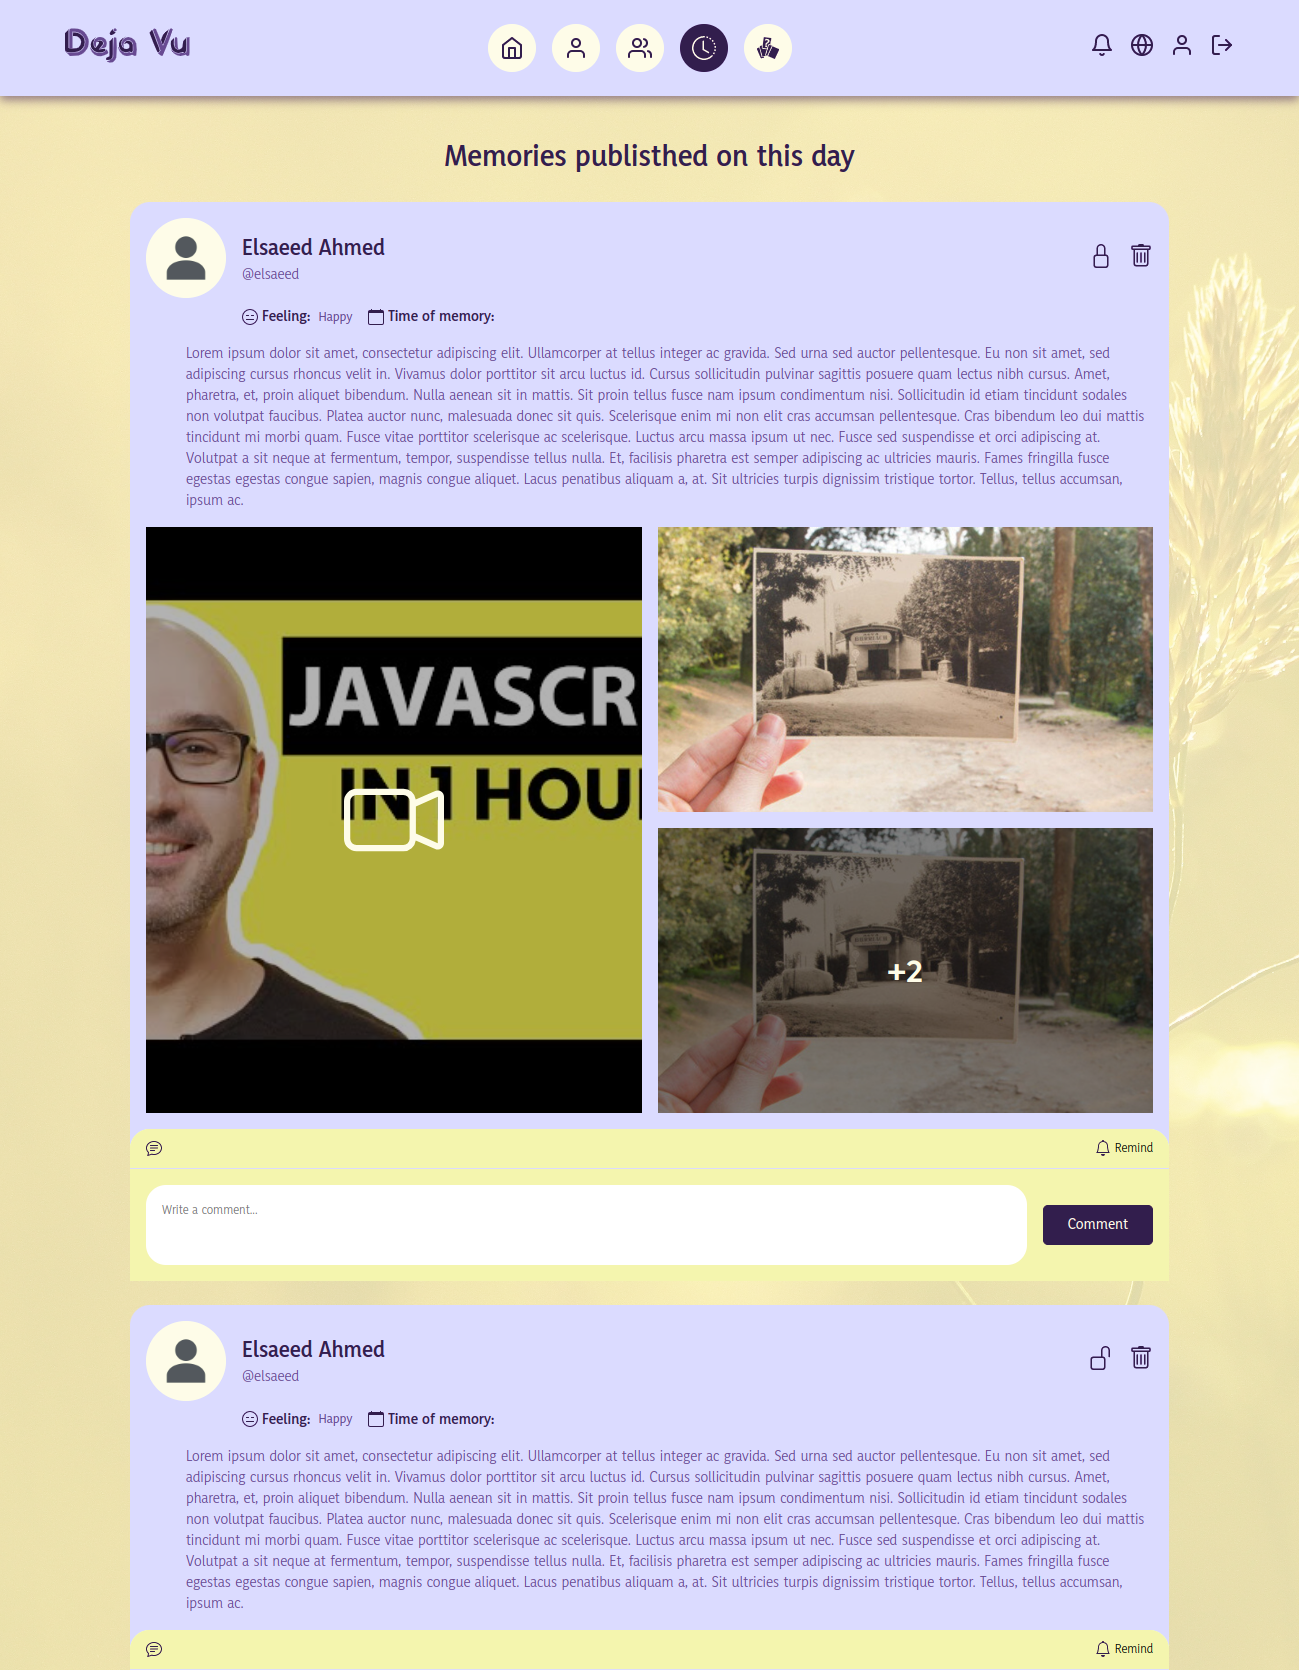 Deja Vu
Memories publisthed on this day
Elsaeed Ahmed
@elsaeed
Feeling: Happy Time of memory:
Lorem ipsum dolor sit amet, consectetur adipiscing elit. Ullamcorper at tellus integer ac gravida. Sed urna sed auctor pellentesque. Eu non sit amet, sed
adipiscing cursus rhoncus velit in. Vivamus dolor porttitor sit arcu luctus id. Cursus sollicitudin pulvinar sagittis posuere quam lectus nibh cursus. Amet,
pharetra, et, proin aliquet bibendum. Nulla aenean sit in mattis. Sit proin tellus fusce nam ipsum condimentum nisi. Sollicitudin id etiam tincidunt sodales
non volutpat faucibus. Platea auctor nunc, malesuada donec sit quis. Scelerisque enim mi non elit cras accumsan pellentesque. Cras bibendum leo dui mattis
tincidunt mi morbi quam. Fusce vitae porttitor scelerisque ac scelerisque. Luctus arcu massa ipsum ut nec. Fusce sed suspendisse et orci adipiscing at.
Volutpat a sit neque at fermentum, tempor, suspendisse tellus nulla. Et, facilisis pharetra est semper adipiscing ac ultricies mauris. Fames fringilla fusce
egestas egestas congue sapien, magnis congue aliquet. Lacus penatibus aliquam a, at. Sit ultricies turpis dignissim tristique tortor. Tellus, tellus accumsan,
ipsum ac.
JAVASCR
IN 1 HOU
+2
Remind
Write a comment...
Comment
Elsaeed Ahmed
@elsaeed
Feeling: Happy Time of memory:
Lorem ipsum dolor sit amet, consectetur adipiscing elit. Ullamcorper at tellus integer ac gravida. Sed urna sed auctor pellentesque. Eu non sit amet, sed
adipiscing cursus rhoncus velit in. Vivamus dolor porttitor sit arcu luctus id. Cursus sollicitudin pulvinar sagittis posuere quam lectus nibh cursus. Amet,
pharetra, et, proin aliquet bibendum. Nulla aenean sit in mattis. Sit proin tellus fusce nam ipsum condimentum nisi. Sollicitudin id etiam tincidunt sodales
non volutpat faucibus. Platea auctor nunc, malesuada donec sit quis. Scelerisque enim mi non elit cras accumsan pellentesque. Cras bibendum leo dui mattis
tincidunt mi morbi quam. Fusce vitae porttitor scelerisque ac scelerisque. Luctus arcu massa ipsum ut nec. Fusce sed suspendisse et orci adipiscing at.
Volutpat a sit neque at fermentum, tempor, suspendisse tellus nulla. Et, facilisis pharetra est semper adipiscing ac ultricies mauris. Fames fringilla fusce
egestas egestas congue sapien, magnis congue aliquet. Lacus penatibus aliquam a, at. Sit ultricies turpis dignissim tristique tortor. Tellus, tellus accumsan,
ipsum ac.
Remind